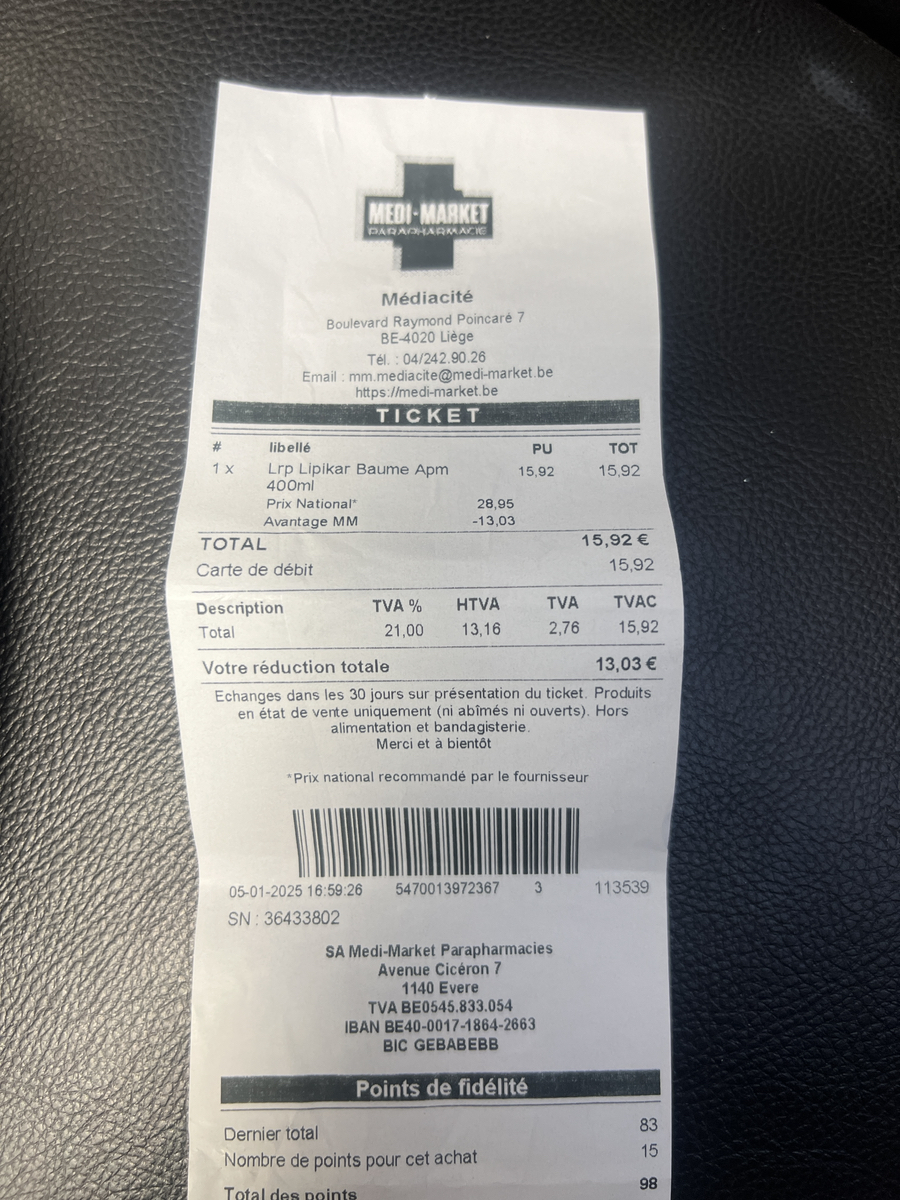 MEDI-MARKET
PARAPHARMACIE
Médiacité
Boulevard Raymond Poincaré 7
BE-4020 Liège
Tél. : 04/242.90.26
Email : mm.mediacite@medi-market.be
https://medi-market.be
TICKET
# libellé PU TOT
1 x Lrp Lipikar Baume Apm 15,92 15,92
400ml
Prix National* 28,95
Avantage MM -13,03
TOTAL 15,92 €
Carte de débit 15,92
Description TVA % HTVA TVA TVAC
Total 21,00 13,16 2,76 15,92
Votre réduction totale 13,03 €
Echanges dans les 30 jours sur présentation du ticket. Produits
en état de vente uniquement (ni abîmés ni ouverts). Hors
alimentation et bandagisterie.
Merci et à bientôt
*Prix national recommandé par le fournisseur
05-01-2025 16:59:26 5470013972367 3 113539
SN : 36433802
SA Medi-Market Parapharmacies
Avenue Cicéron 7
1140 Evere
TVA BE0545.833.054
IBAN BE40-0017-1864-2663
BIC GEBABEBB
Points de fidélité
Dernier total 83
Nombre de points pour cet achat 15
Total des points 98